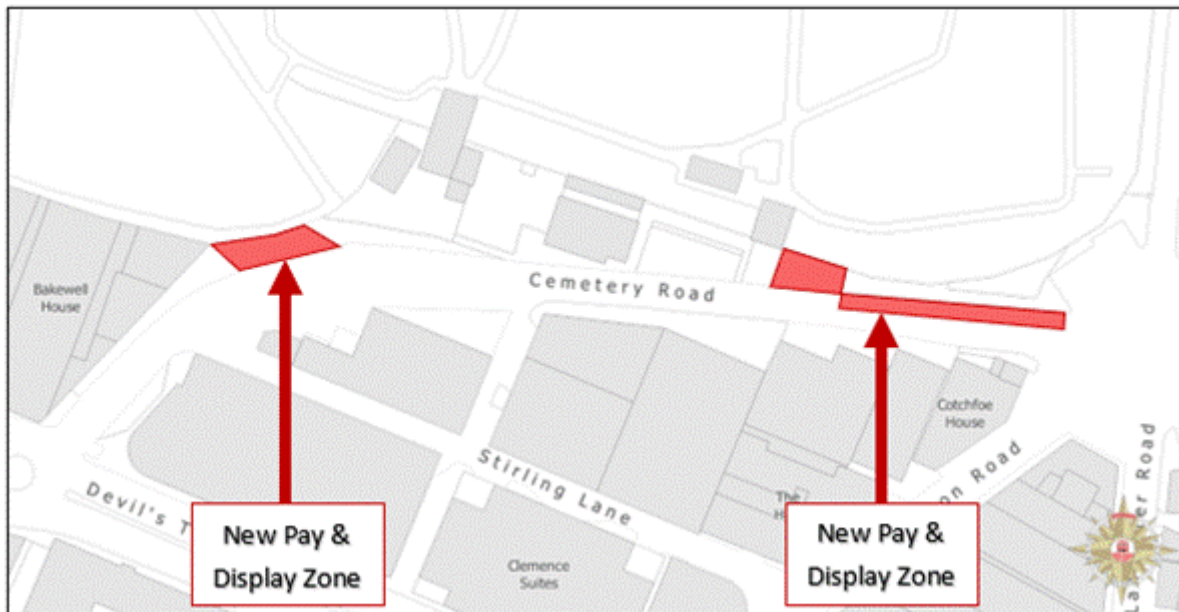 Bakewell
House
Cemetery Road
Cotchfoe
House
Stirling Lane
Devil's
The
on Road
er Road
Clemence
Suites
New Pay &
Display Zone
New Pay &
Display Zone